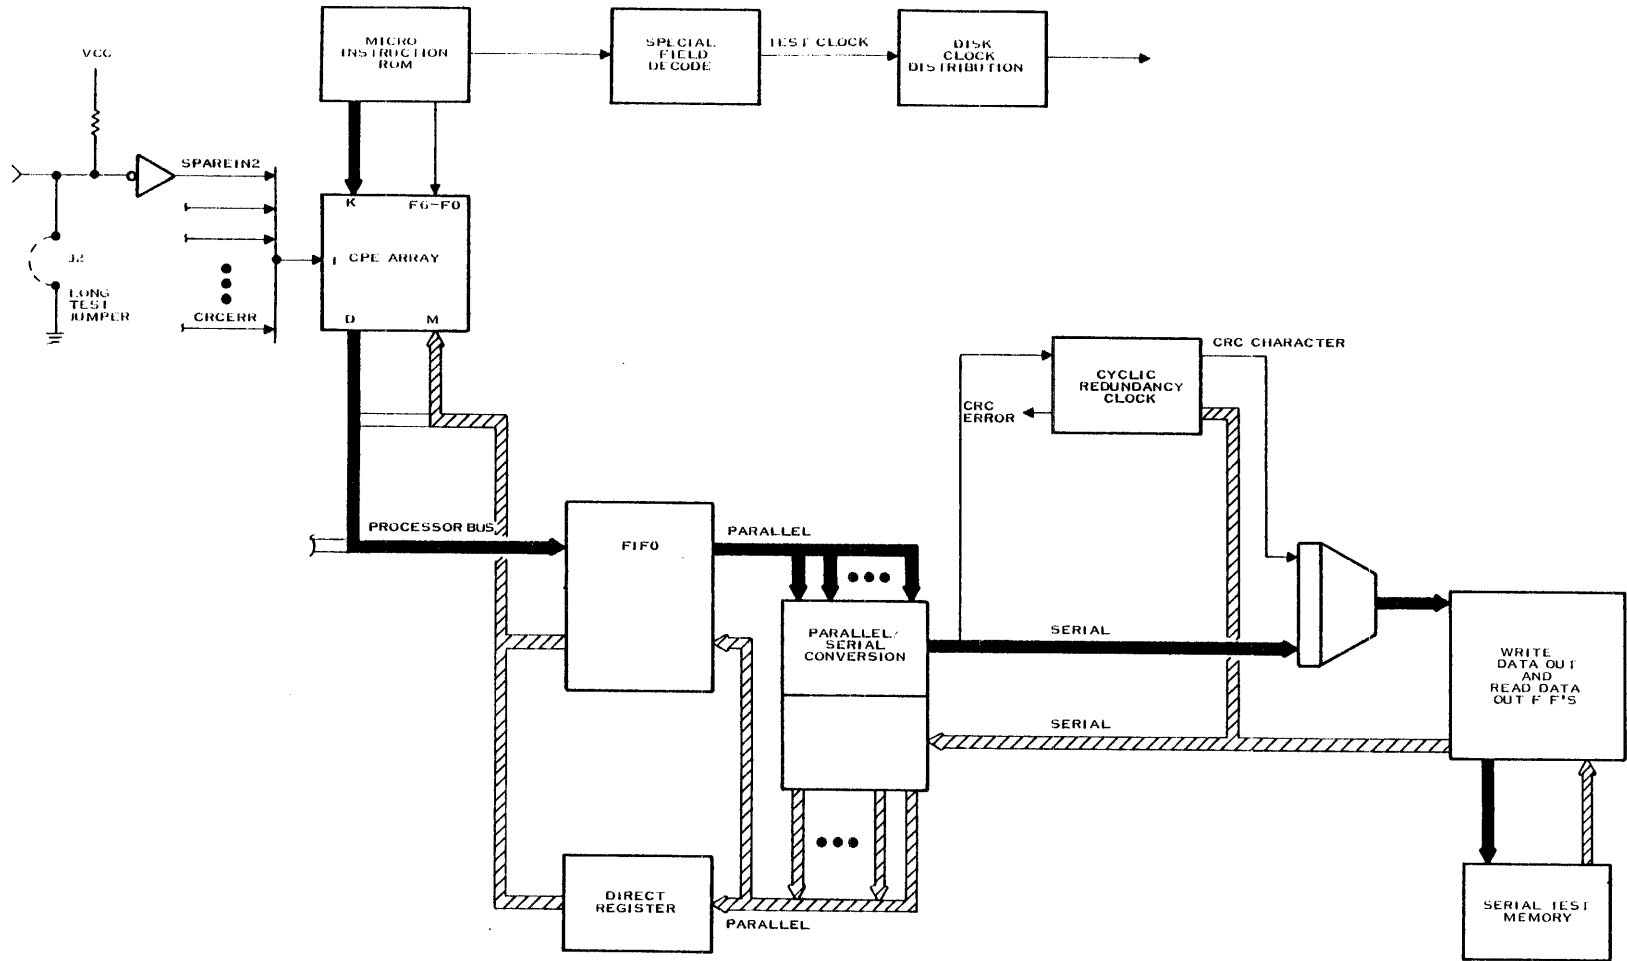 MICRO
INSTRUCTION
ROM
SPECIAL
FIELD
DECODE
TEST CLOCK
DISK
CLOCK
DISTRIBUTION
VCC
SPAREIN2
K
F6-F0
I
CPE ARRAY
J2
LONG
TEST
JUMPER
CRCERR
D
M
CRC CHARACTER
CYCLIC
REDUNDANCY
CLOCK
CRC
ERROR
PROCESSOR BUS
FIFO
PARALLEL
PARALLEL/
SERIAL
CONVERSION
SERIAL
WRITE
DATA OUT
AND
READ DATA
OUT F F'S
SERIAL
DIRECT
REGISTER
PARALLEL
SERIAL TEST
MEMORY